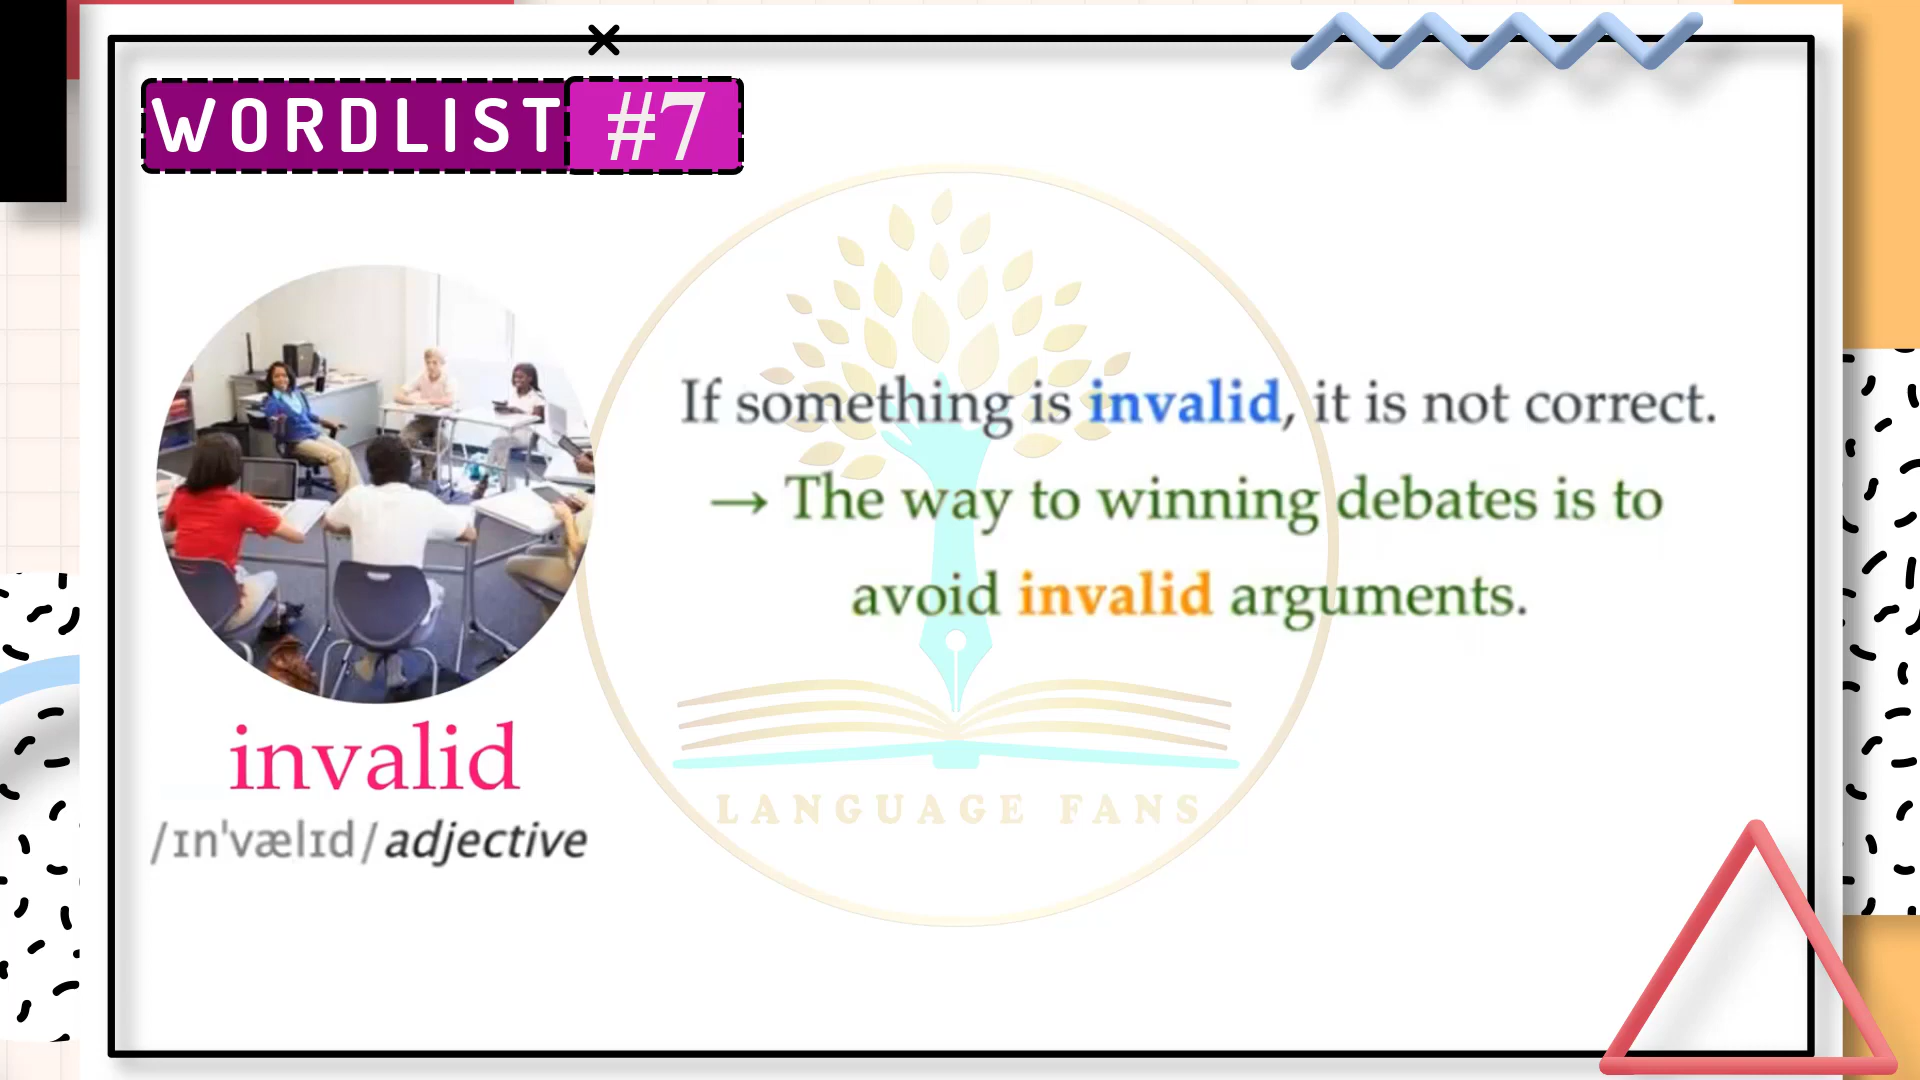 WORDLIST #7
If something is invalid, it is not correct.
→ The way to winning debates is to
avoid invalid arguments.
invalid
/ɪn'vælɪd/ adjective
LANGUAGE FANS